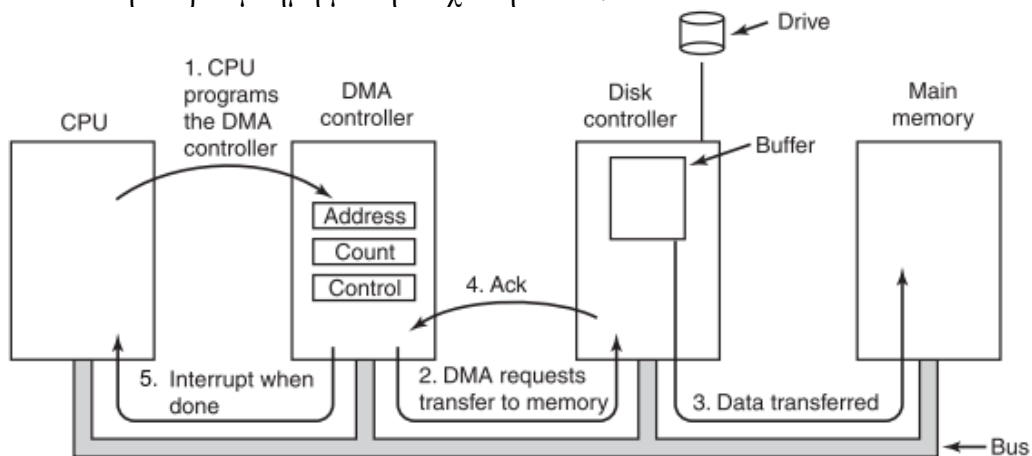 Drive
1. CPU
programs
the DMA
controller
CPU
DMA
controller
Disk
controller
Main
memory
Buffer
Address
Count
Control
4. Ack
5. Interrupt when
done
2. DMA requests
transfer to memory
3. Data transferred
Bus